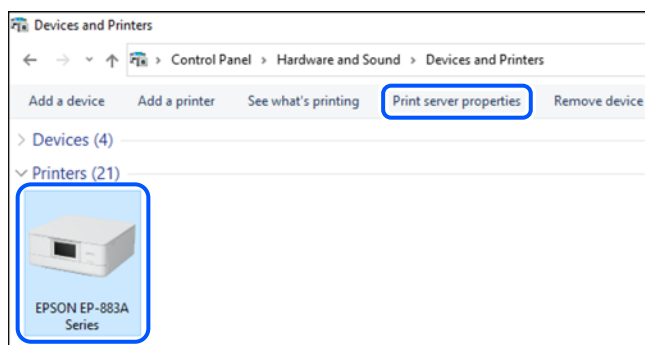 Devices and Printers
Control Panel > Hardware and Sound > Devices and Printers
Add a device Add a printer See what's printing Print server properties Remove device
Devices (4)
Printers (21)
EPSON EP-883A
Series